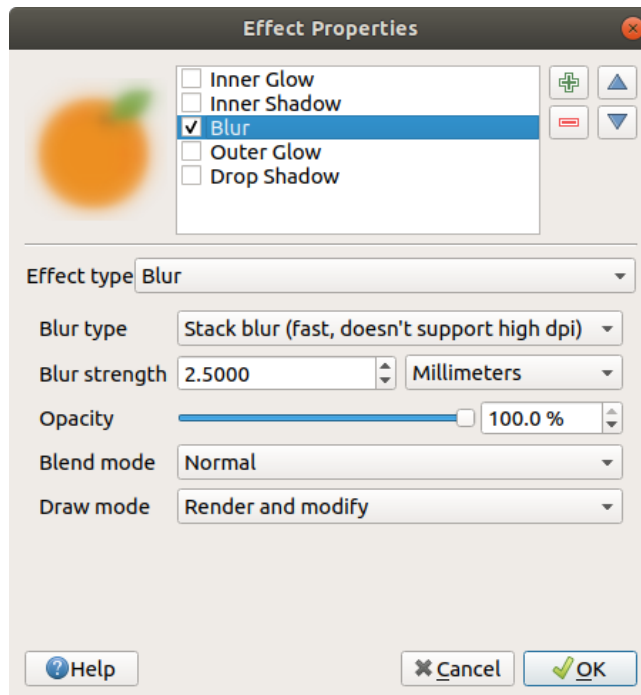 Effect Properties
Inner Glow
Inner Shadow
Blur
Outer Glow
Drop Shadow
Effect type Blur
Blur type Stack blur (fast, doesn't support high dpi)
Blur strength 2.5000 Millimeters
Opacity 100.0 %
Blend mode Normal
Draw mode Render and modify
Help Cancel OK